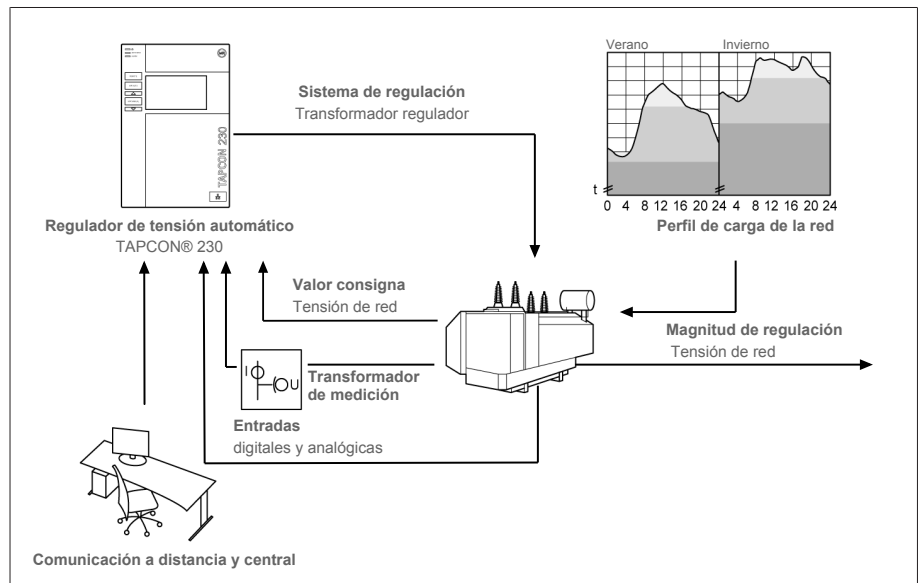 Verano Invierno
Sistema de regulación
Transformador regulador
TAPCON 230
t
0 4 8 12 16 20 24 4 8 12 16 20 24
Regulador de tensión automático
TAPCON® 230
Perfil de carga de la red
Valor consigna
Tensión de red
Magnitud de regulación
Tensión de red
I U
Transformador
de medición
Entradas
digitales y analógicas
Comunicación a distancia y central